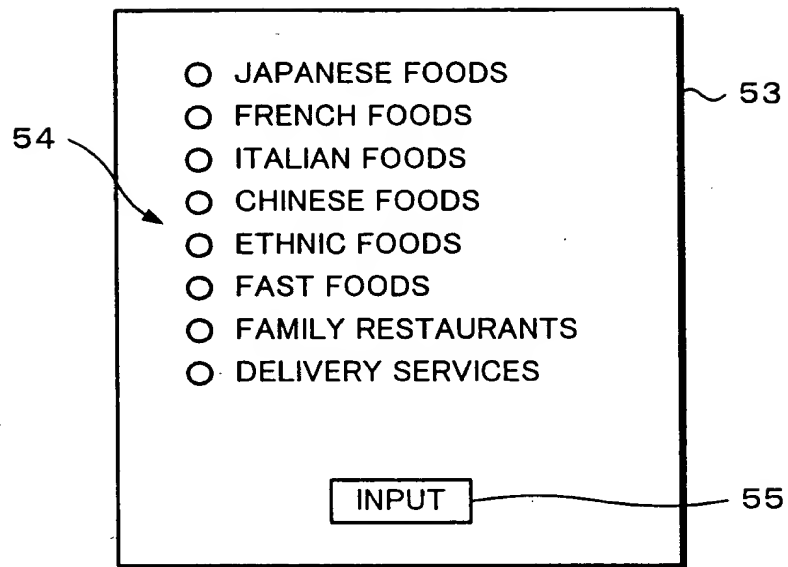 JAPANESE FOODS
53
FRENCH FOODS
54
ITALIAN FOODS
CHINESE FOODS
ETHNIC FOODS
FAST FOODS
FAMILY RESTAURANTS
DELIVERY SERVICES
INPUT
55